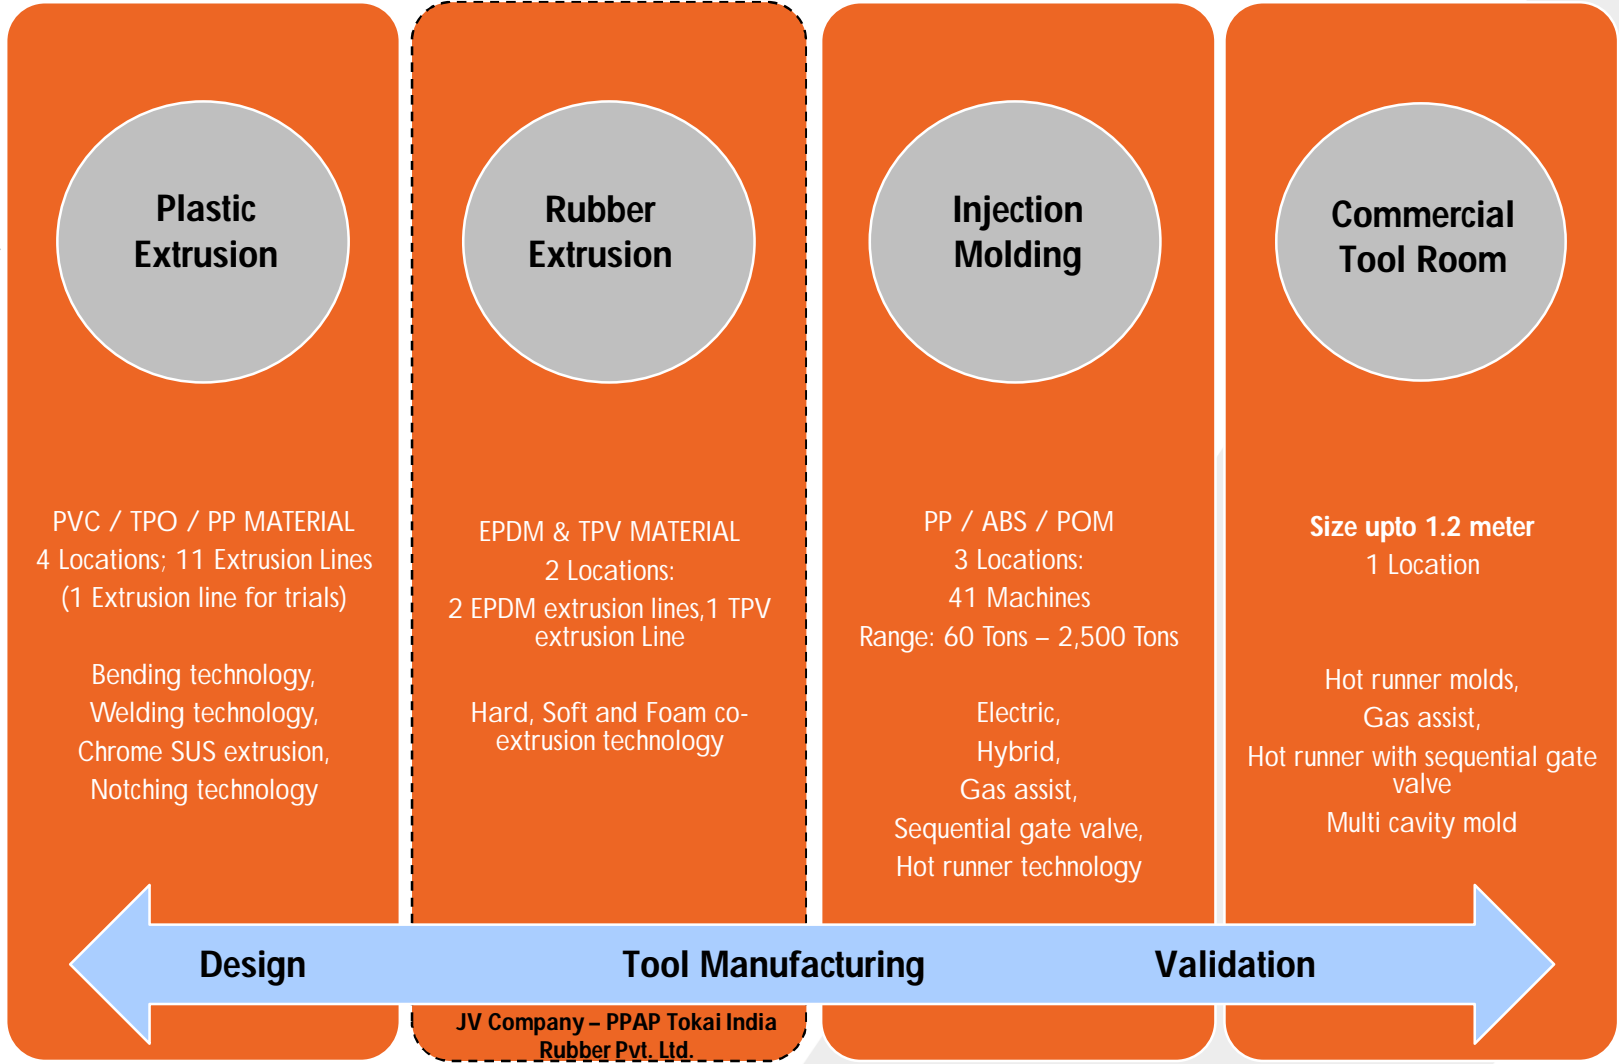 Plastic
Extrusion
PVC / TPO / PP MATERIAL
4 Locations; 11 Extrusion Lines
(1 Extrusion line for trials)
Bending technology,
Welding technology,
Chrome SUS extrusion,
Notching technology
Rubber
Extrusion
EPDM & TPV MATERIAL
2 Locations:
2 EPDM extrusion lines,1 TPV
extrusion Line
Hard, Soft and Foam co-
extrusion technology
Injection
Molding
PP / ABS / POM
3 Locations:
41 Machines
Range: 60 Tons – 2,500 Tons
Electric,
Hybrid,
Gas assist,
Sequential gate valve,
Hot runner technology
Commercial
Tool Room
Size upto 1.2 meter
1 Location
Hot runner molds,
Gas assist,
Hot runner with sequential gate
valve
Multi cavity mold
Design
Tool Manufacturing
Validation
JV Company – PPAP Tokai India
Rubber Pvt. Ltd.